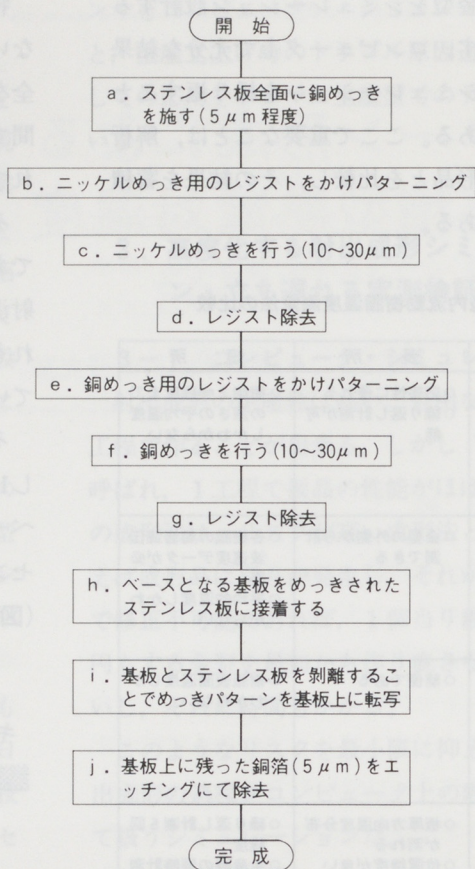 開始
a．ステンレス板全面に銅めっき
を施す(5μm程度)
b．ニッケルめっき用のレジストをかけパターニング
c．ニッケルめっきを行う(10〜30μm)
d．レジスト除去
e．銅めっき用のレジストをかけパターニング
f．銅めっきを行う(10〜30μm)
g．レジスト除去
h．ベースとなる基板をめっきされた
ステンレス板に接着する
i．基板とステンレス板を剝離するこ
とでめっきパターンを基板上に転写
j．基板上に残った銅箔(5μm)をエ
ッチングにて除去
完成